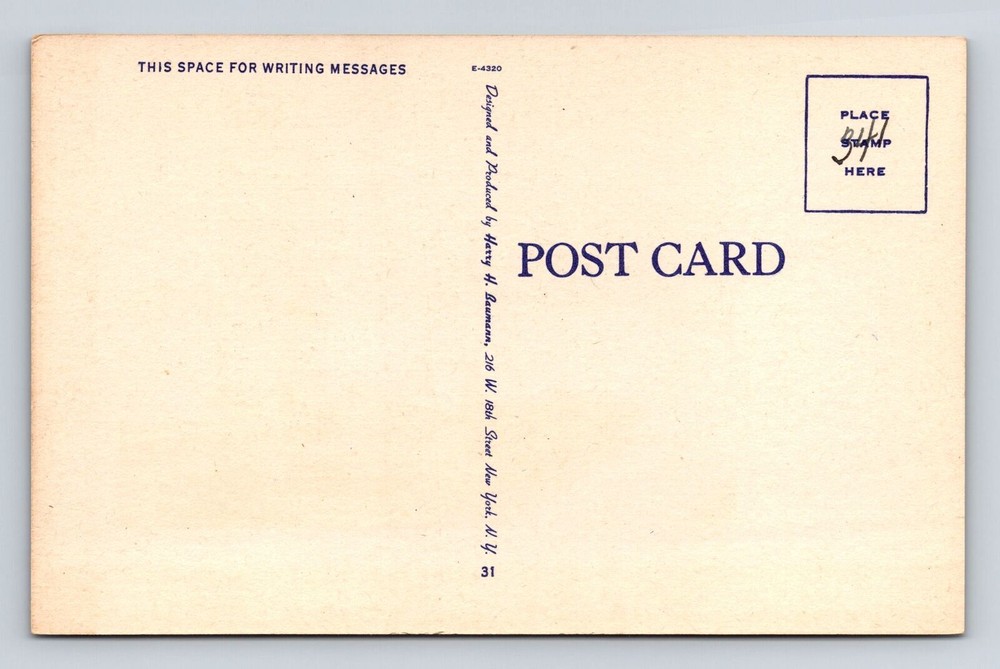 THIS SPACE FOR WRITING MESSAGES
E-4320
Designed and Produced by Harry H. Baumann, 216 W. 18th Street New York, N. Y.
31
POST CARD
PLACE
STAMP
HERE